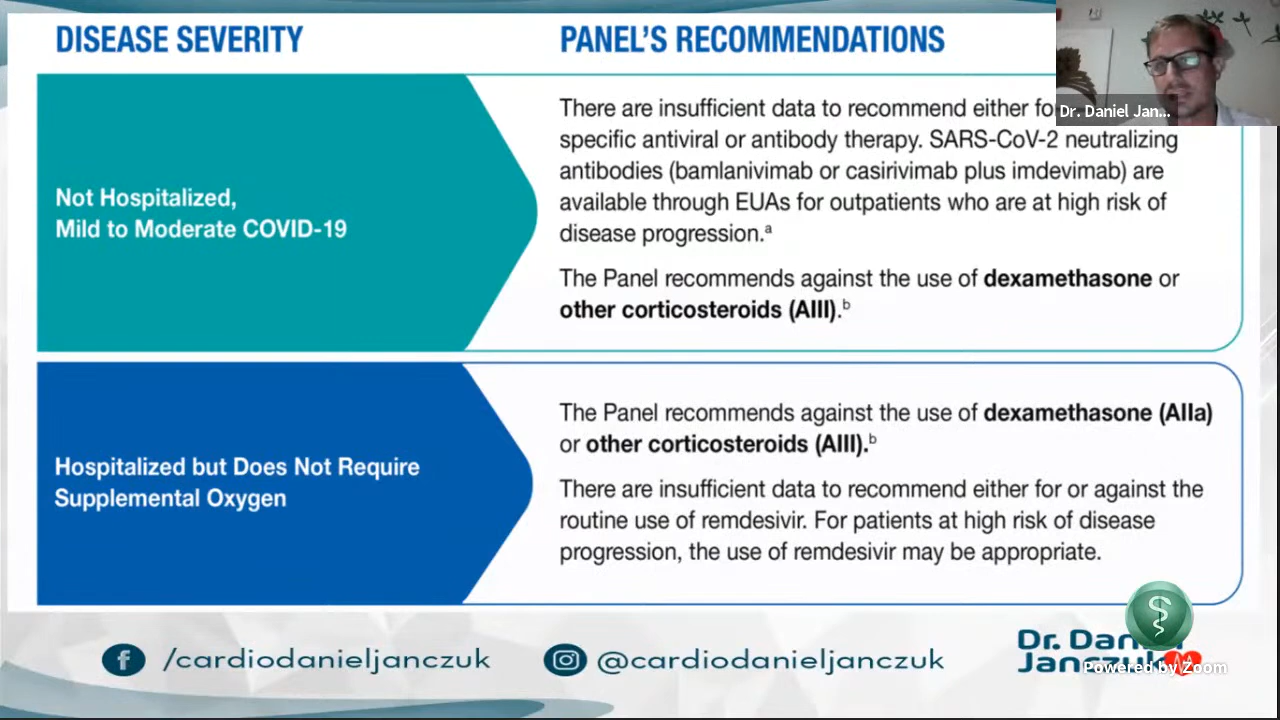 DISEASE SEVERITY
PANEL'S RECOMMENDATIONS
Not Hospitalized,
Mild to Moderate COVID-19
There are insufficient data to recommend either fo
specific antiviral or antibody therapy. SARS-CoV-2 neutralizing
antibodies (bamlanivimab or casirivimab plus imdevimab) are
available through EUAs for outpatients who are at high risk of
disease progression.ᵃ
The Panel recommends against the use of dexamethasone or
other corticosteroids (AIII).ᵇ
Hospitalized but Does Not Require
Supplemental Oxygen
The Panel recommends against the use of dexamethasone (AIIa)
or other corticosteroids (AIII).ᵇ
There are insufficient data to recommend either for or against the
routine use of remdesivir. For patients at high risk of disease
progression, the use of remdesivir may be appropriate.
Dr. Daniel Jan...
/cardiodanieljanczuk
@cardiodanieljanczuk
Dr. Dan
Jancz
Powered by Zoom